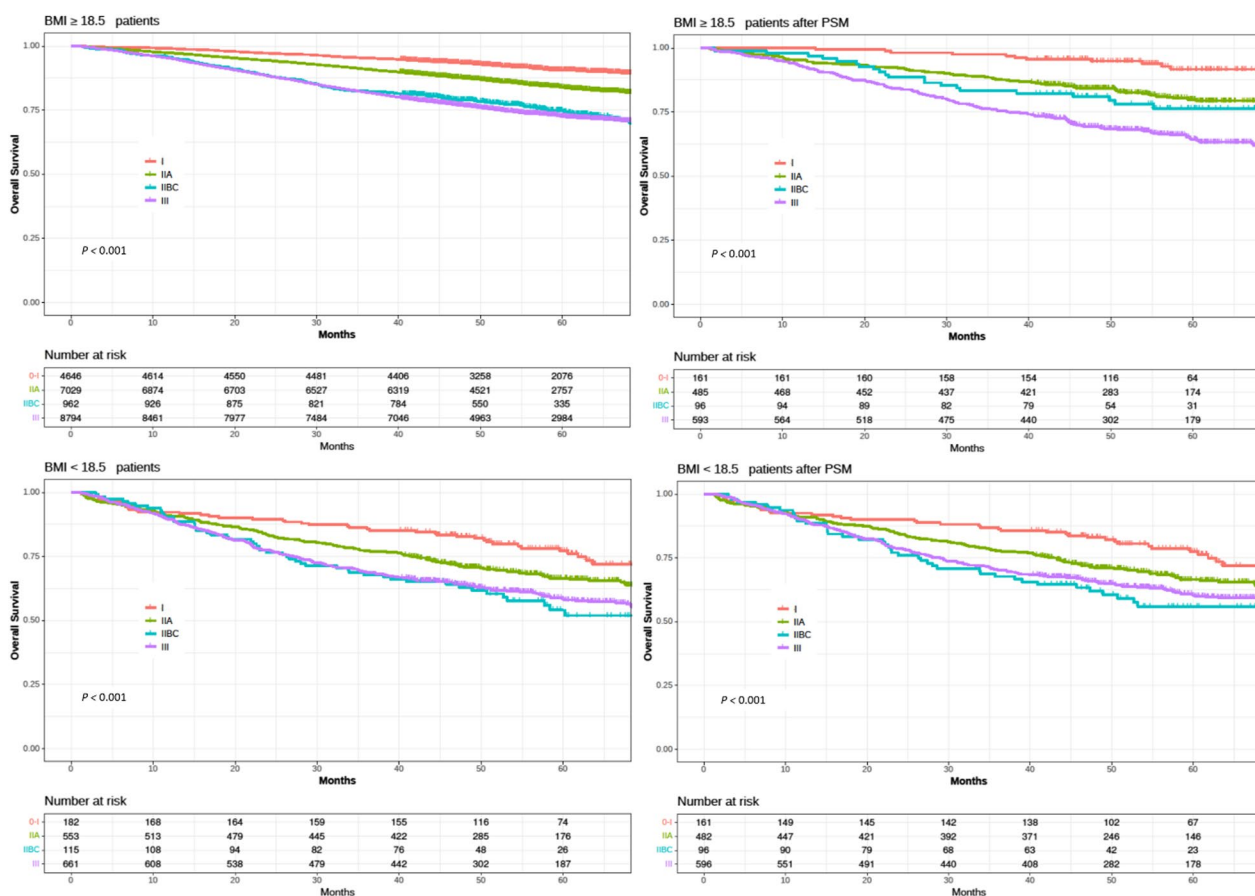 BMI ≥ 18.5 patients
1.00
0.75
0.50
0.25
0.00
Overall Survival
I
IIA
IIBC
III
P < 0.001
0 10 20 30 40 50 60
Months
Number at risk
0-I 4646 4614 4550 4481 4406 3258 2076
IIA 7029 6874 6703 6527 6319 4521 2757
IIBC 962 926 875 821 784 550 335
III 8794 8461 7977 7484 7046 4963 2984
0 10 20 30 40 50 60
Months
BMI ≥ 18.5 patients after PSM
1.00
0.75
0.50
0.25
0.00
Overall Survival
I
IIA
IIBC
III
P < 0.001
0 10 20 30 40 50 60
Months
Number at risk
0-I 161 161 160 158 154 116 64
IIA 485 468 452 437 421 283 174
IIBC 96 94 89 82 79 54 31
III 593 564 518 475 440 302 179
0 10 20 30 40 50 60
Months
BMI < 18.5 patients
1.00
0.75
0.50
0.25
0.00
Overall Survival
I
IIA
IIBC
III
P < 0.001
0 10 20 30 40 50 60
Months
Number at risk
0-I 182 168 164 159 155 116 74
IIA 553 513 479 445 422 285 176
IIBC 115 108 94 82 76 48 26
III 661 608 538 479 442 302 187
0 10 20 30 40 50 60
Months
BMI < 18.5 patients after PSM
1.00
0.75
0.50
0.25
0.00
Overall Survival
I
IIA
IIBC
III
P < 0.001
0 10 20 30 40 50 60
Months
Number at risk
0-I 161 149 145 142 138 102 67
IIA 482 447 421 392 371 246 146
IIBC 96 90 79 68 63 42 23
III 596 551 491 440 408 282 178
0 10 20 30 40 50 60
Months